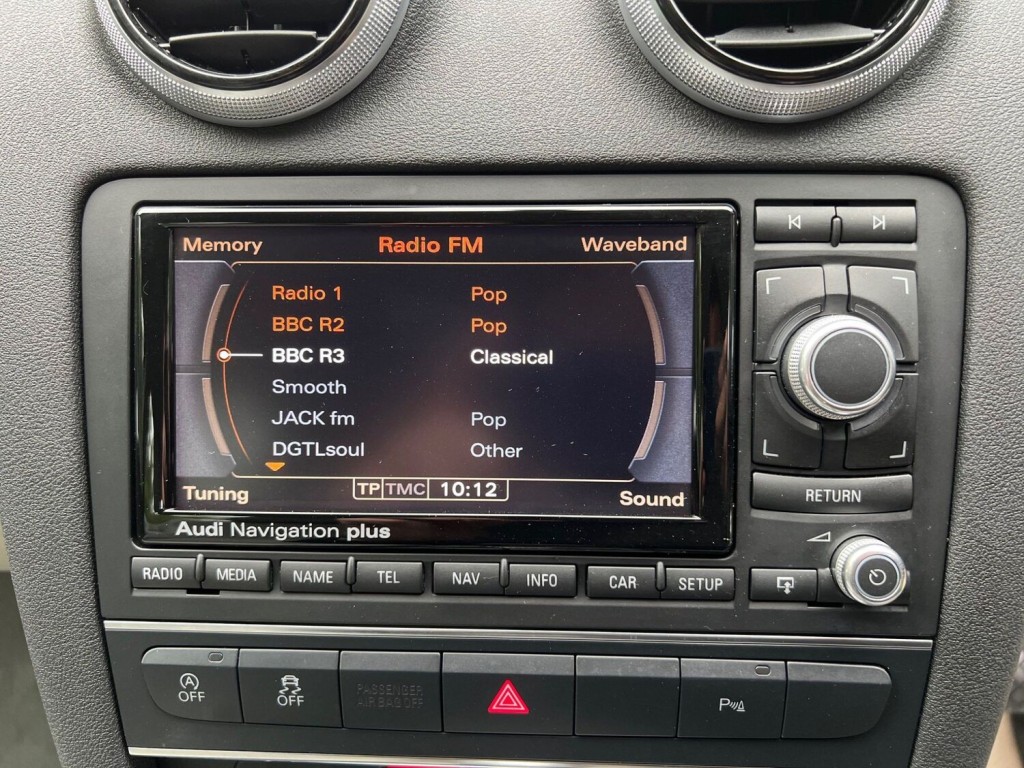 Memory Radio FM Waveband
Radio 1 Pop
BBC R2 Pop
BBC R3 Classical
Smooth
JACK fm Pop
DGTLsoul Other
TP TMC 10:12
Tuning Sound
Audi Navigation plus
RETURN
RADIO MEDIA NAME TEL NAV INFO CAR SETUP
A
OFF OFF PASSENGER
AIR BAG OFF
P